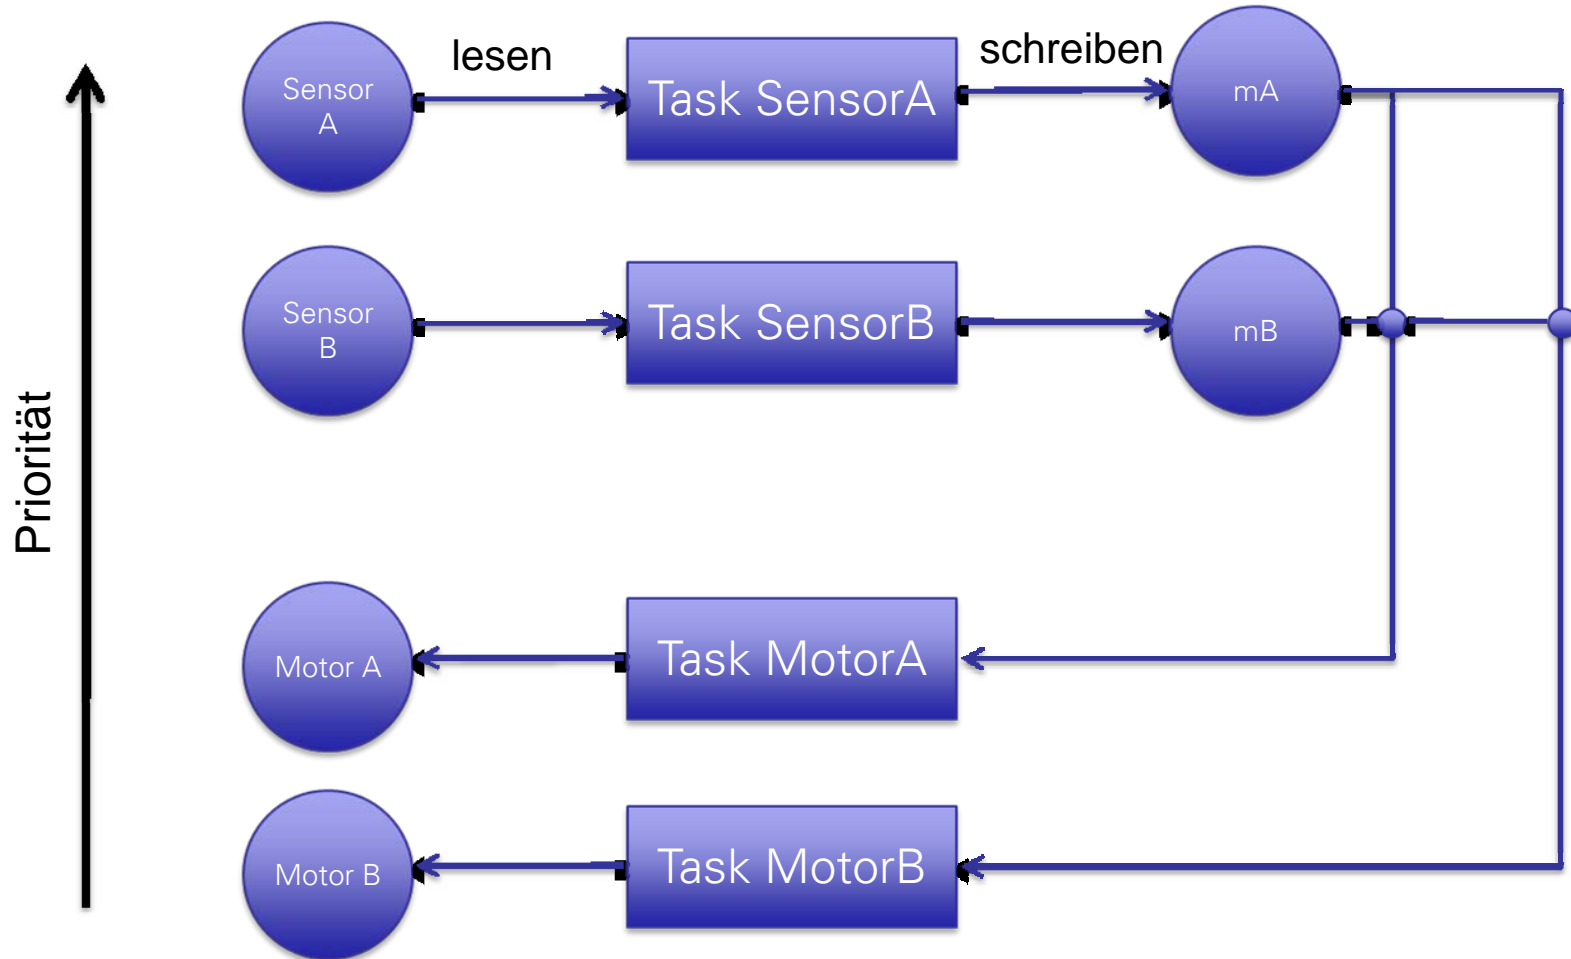 Priorität
lesen
schreiben
Sensor
A
Task SensorA
mA
Sensor
B
Task SensorB
mB
Motor A
Task MotorA
Motor B
Task MotorB